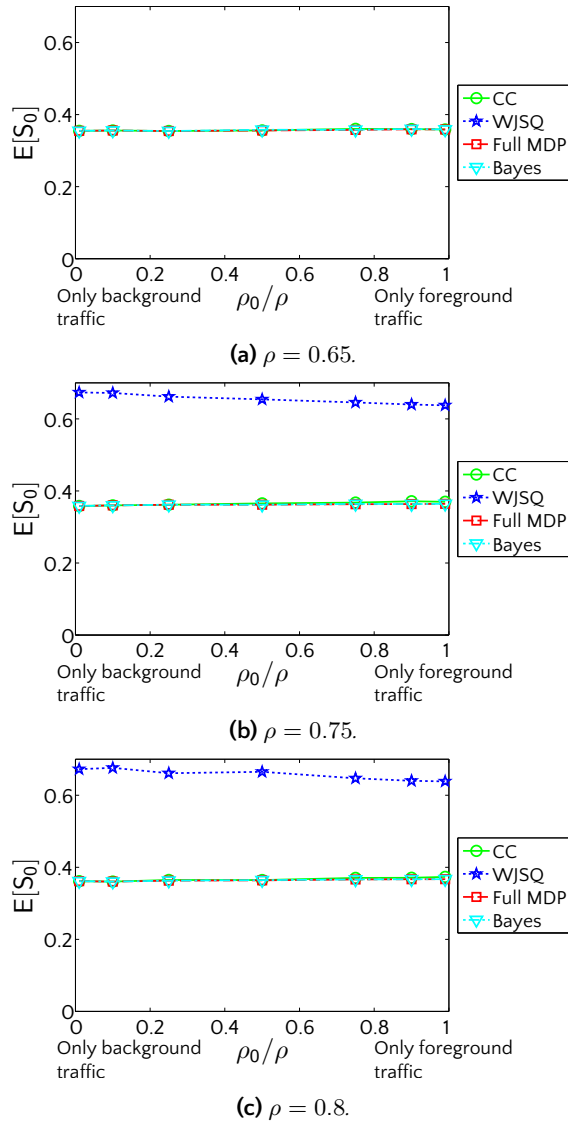 0.6
0.4
0.2
0
E[S0]
0 0.2 0.4 0.6 0.8 1
Only background traffic
ρ0/ρ
Only foreground traffic
CC
WJSQ
Full MDP
Bayes
(a) ρ = 0.65.
0.6
0.4
0.2
0
E[S0]
0 0.2 0.4 0.6 0.8 1
Only background traffic
ρ0/ρ
Only foreground traffic
CC
WJSQ
Full MDP
Bayes
(b) ρ = 0.75.
0.6
0.4
0.2
0
E[S0]
0 0.2 0.4 0.6 0.8 1
Only background traffic
ρ0/ρ
Only foreground traffic
CC
WJSQ
Full MDP
Bayes
(c) ρ = 0.8.